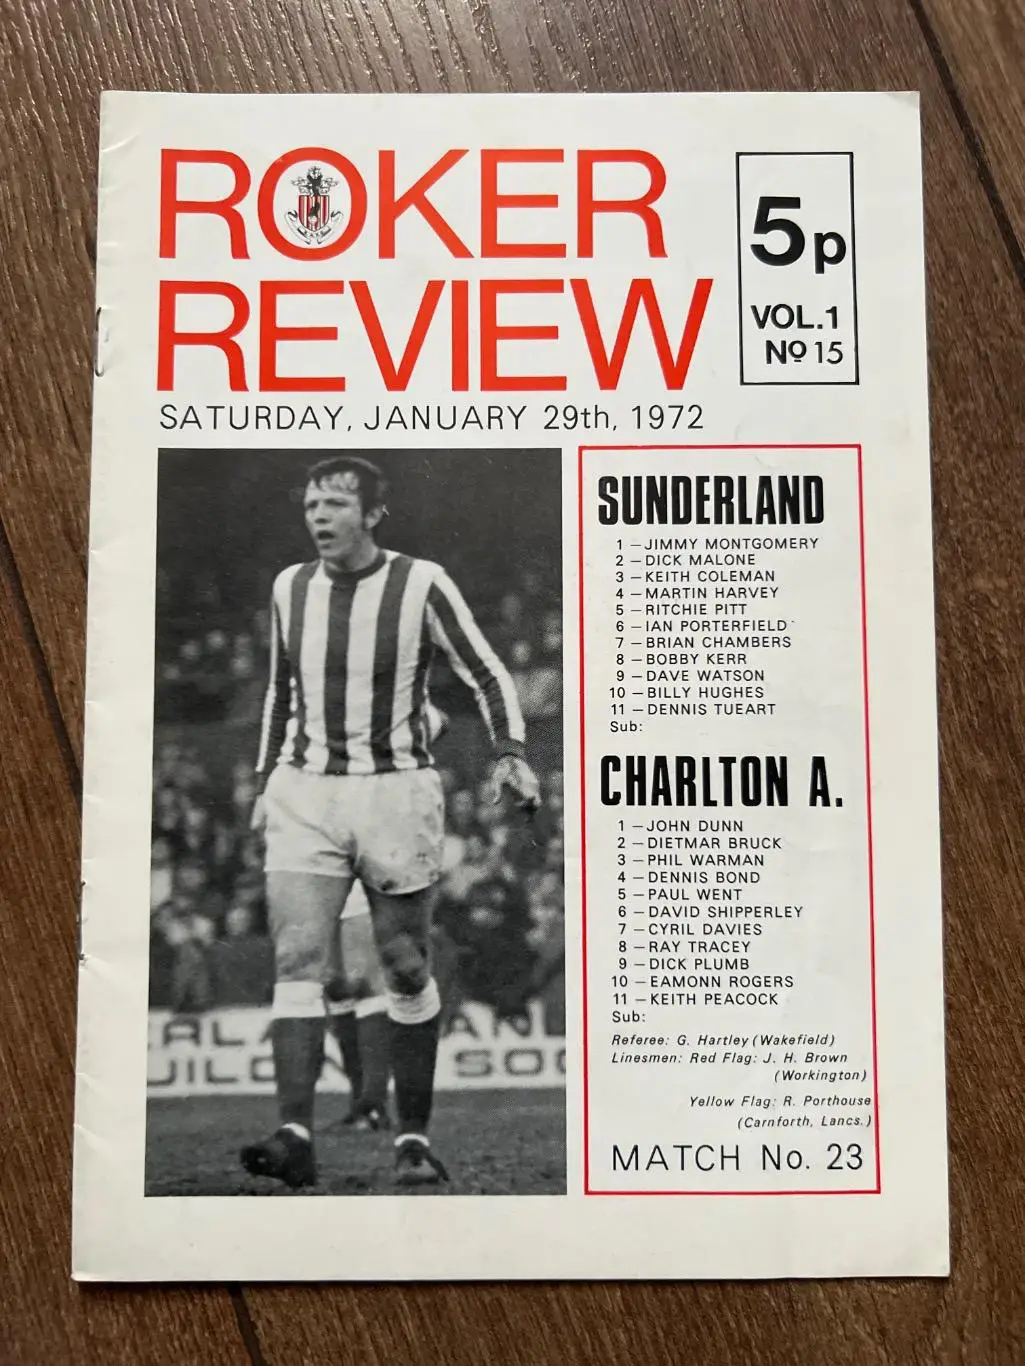 ROKER
REVIEW
5p
VOL.1
Nº 15
SATURDAY, JANUARY 29th, 1972
SUNDERLAND
1 – JIMMY MONTGOMERY
2 – DICK MALONE
3 – KEITH COLEMAN
4 – MARTIN HARVEY
5 – RITCHIE PITT
6 – IAN PORTERFIELD
7 – BRIAN CHAMBERS
8 – BOBBY KERR
9 – DAVE WATSON
10 – BILLY HUGHES
11 – DENNIS TUEART
Sub:
CHARLTON A.
1 – JOHN DUNN
2 – DIETMAR BRUCK
3 – PHIL WARMAN
4 – DENNIS BOND
5 – PAUL WENT
6 – DAVID SHIPPERLEY
7 – CYRIL DAVIES
8 – RAY TRACEY
9 – DICK PLUMB
10 – EAMONN ROGERS
11 – KEITH PEACOCK
Sub:
Referee: G. Hartley (Wakefield)
Linesmen: Red Flag: J. H. Brown
(Workington)
Yellow Flag: R. Porthouse
(Carnforth, Lancs.)
MATCH No. 23